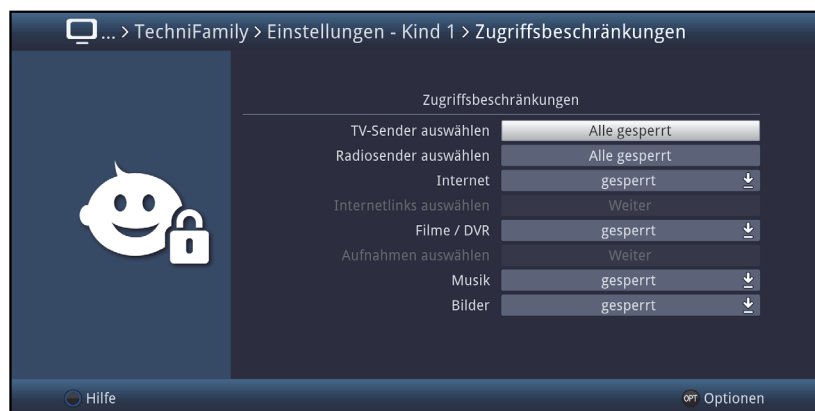 ... > TechniFamily > Einstellungen - Kind 1 > Zugriffsbeschränkungen
Zugriffsbeschränkungen
TV-Sender auswählen Alle gesperrt
Radiosender auswählen Alle gesperrt
Internet gesperrt
Internetlinks auswählen Weiter
Filme / DVR gesperrt
Aufnahmen auswählen Weiter
Musik gesperrt
Bilder gesperrt
Hilfe OPT Optionen